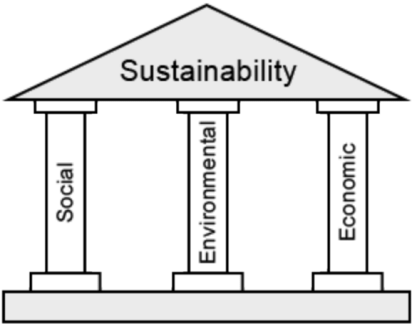 Sustainability
Social
Environmental
Economic